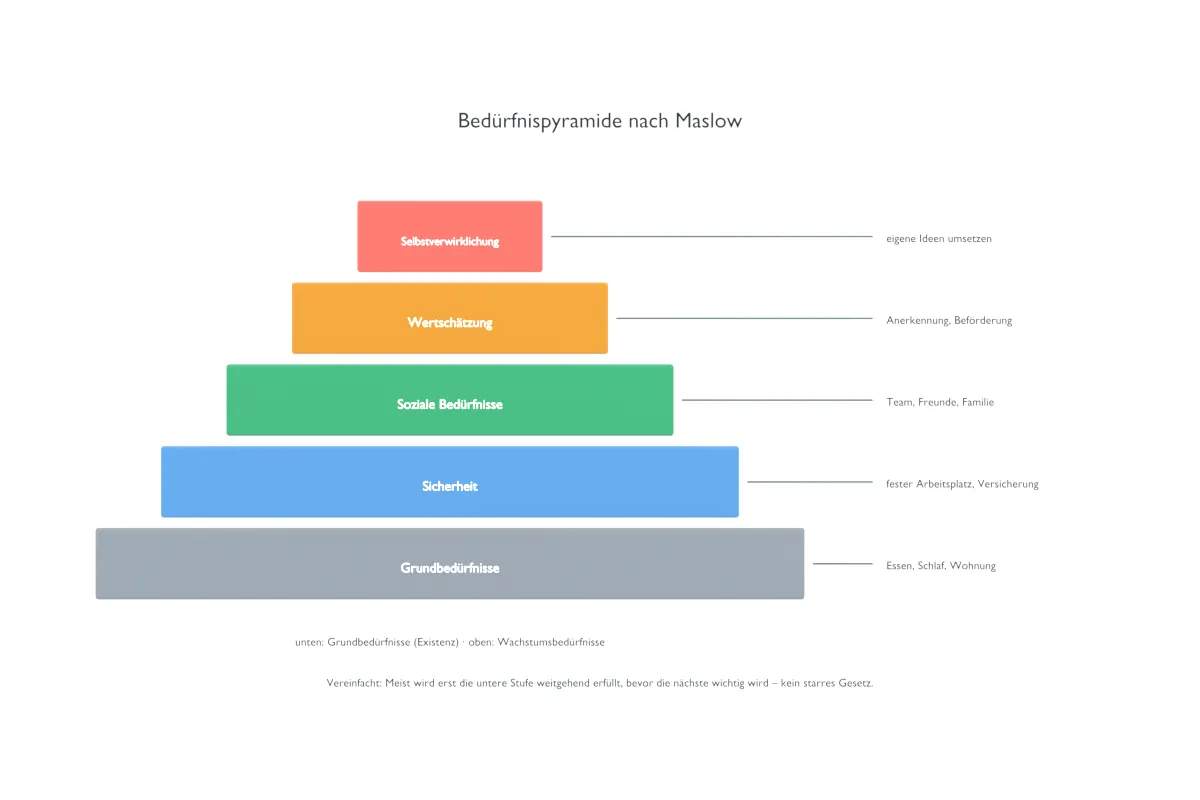 Bedürfnispyramide nach Maslow
Selbstverwirklichung
eigene Ideen umsetzen
Wertschätzung
Anerkennung, Beförderung
Soziale Bedürfnisse
Team, Freunde, Familie
Sicherheit
fester Arbeitsplatz, Versicherung
Grundbedürfnisse
Essen, Schlaf, Wohnung
unten: Grundbedürfnisse (Existenz) · oben: Wachstumsbedürfnisse
Vereinfacht: Meist wird erst die untere Stufe weitgehend erfüllt, bevor die nächste wichtig wird – kein starres Gesetz.